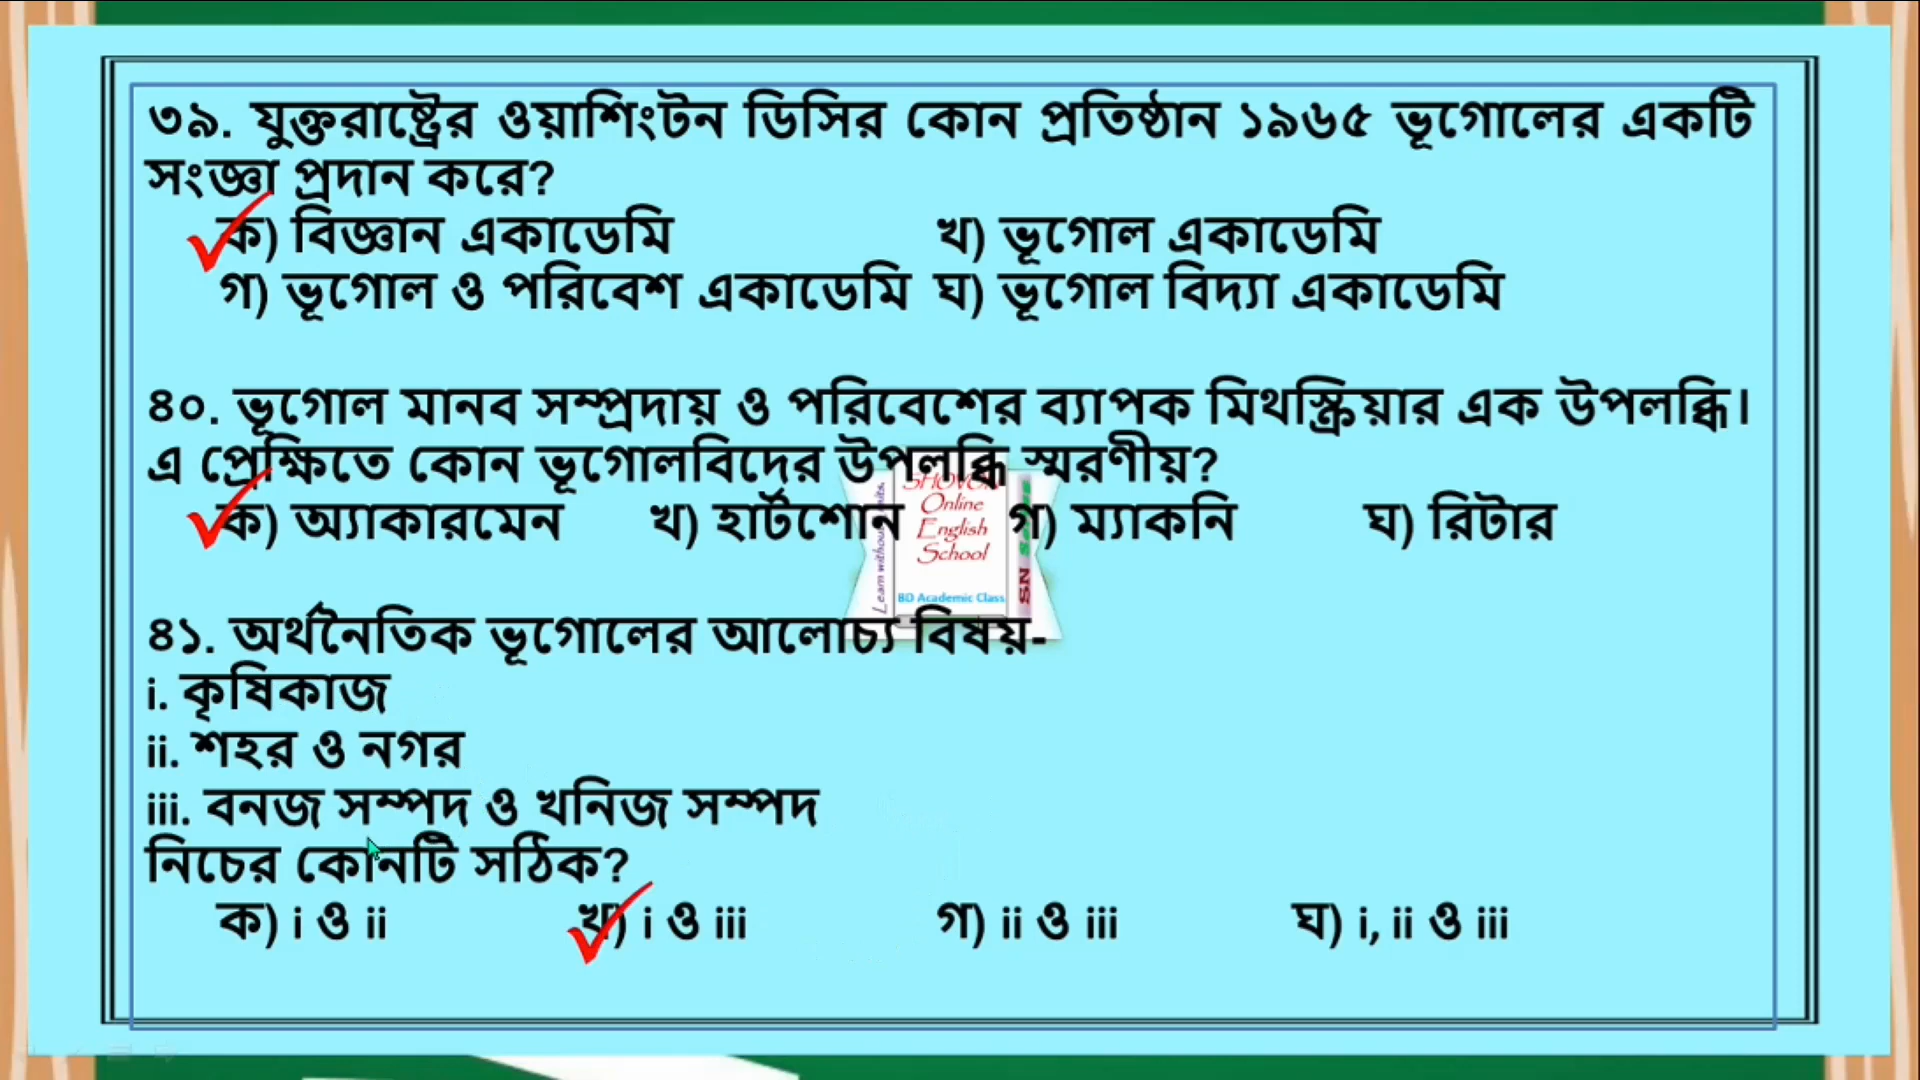 ৩৯. যুক্তরাষ্ট্রের ওয়াশিংটন ডিসির কোন প্রতিষ্ঠান ১৯৬৫ ভূগোলের একটি
সংজ্ঞা প্রদান করে?
ক) বিজ্ঞান একাডেমি খ) ভূগোল একাডেমি
গ) ভূগোল ও পরিবেশ একাডেমি ঘ) ভূগোল বিদ্যা একাডেমি
৪০. ভূগোল মানব সম্প্রদায় ও পরিবেশের ব্যাপক মিথস্ক্রিয়ার এক উপলব্ধি।
এ প্রেক্ষিতে কোন ভূগোলবিদের উপলব্ধি স্মরণীয়?
ক) অ্যাকারমেন খ) হার্টশোন গ) ম্যাকনি ঘ) রিটার
Online
English
School
BD Academic Class
৪১. অর্থনৈতিক ভূগোলের আলোচ্য বিষয়-
i. কৃষিকাজ
ii. শহর ও নগর
iii. বনজ সম্পদ ও খনিজ সম্পদ
নিচের কোনটি সঠিক?
ক) i ও ii খ) i ও iii গ) ii ও iii ঘ) i, ii ও iii